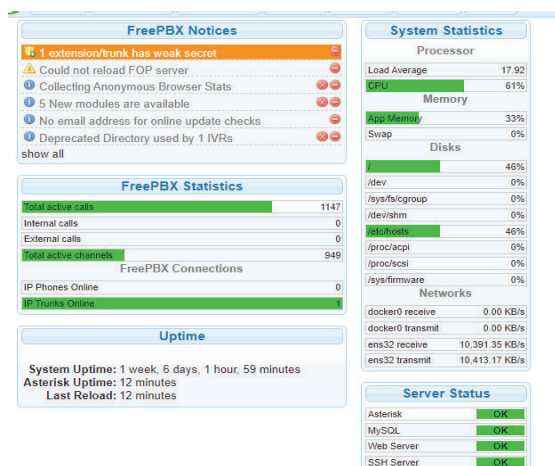 FreePBX Notices
1 extension/trunk has weak secret
Could not reload FOP server
Collecting Anonymous Browser Stats
5 New modules are available
No email address for online update checks
Deprecated Directory used by 1 IVRs
show all
FreePBX Statistics
Total active calls 1147
Internal calls 0
External calls 0
Total active channels 949
FreePBX Connections
IP Phones Online 0
IP Trunks Online 1
Uptime
System Uptime: 1 week, 6 days, 1 hour, 59 minutes
Asterisk Uptime: 12 minutes
Last Reload: 12 minutes
System Statistics
Processor
Load Average 17.92
CPU 61%
Memory
App Memory 33%
Swap 0%
Disks
/ 46%
/dev 0%
/sys/fs/cgroup 0%
/dev/shm 0%
/etc/hosts 46%
/proc/acpi 0%
/proc/scsi 0%
/sys/firmware 0%
Networks
docker0 receive 0.00 KB/s
docker0 transmit 0.00 KB/s
ens32 receive 10,391.35 KB/s
ens32 transmit 10,413.17 KB/s
Server Status
Asterisk OK
MySQL OK
Web Server OK
SSH Server OK